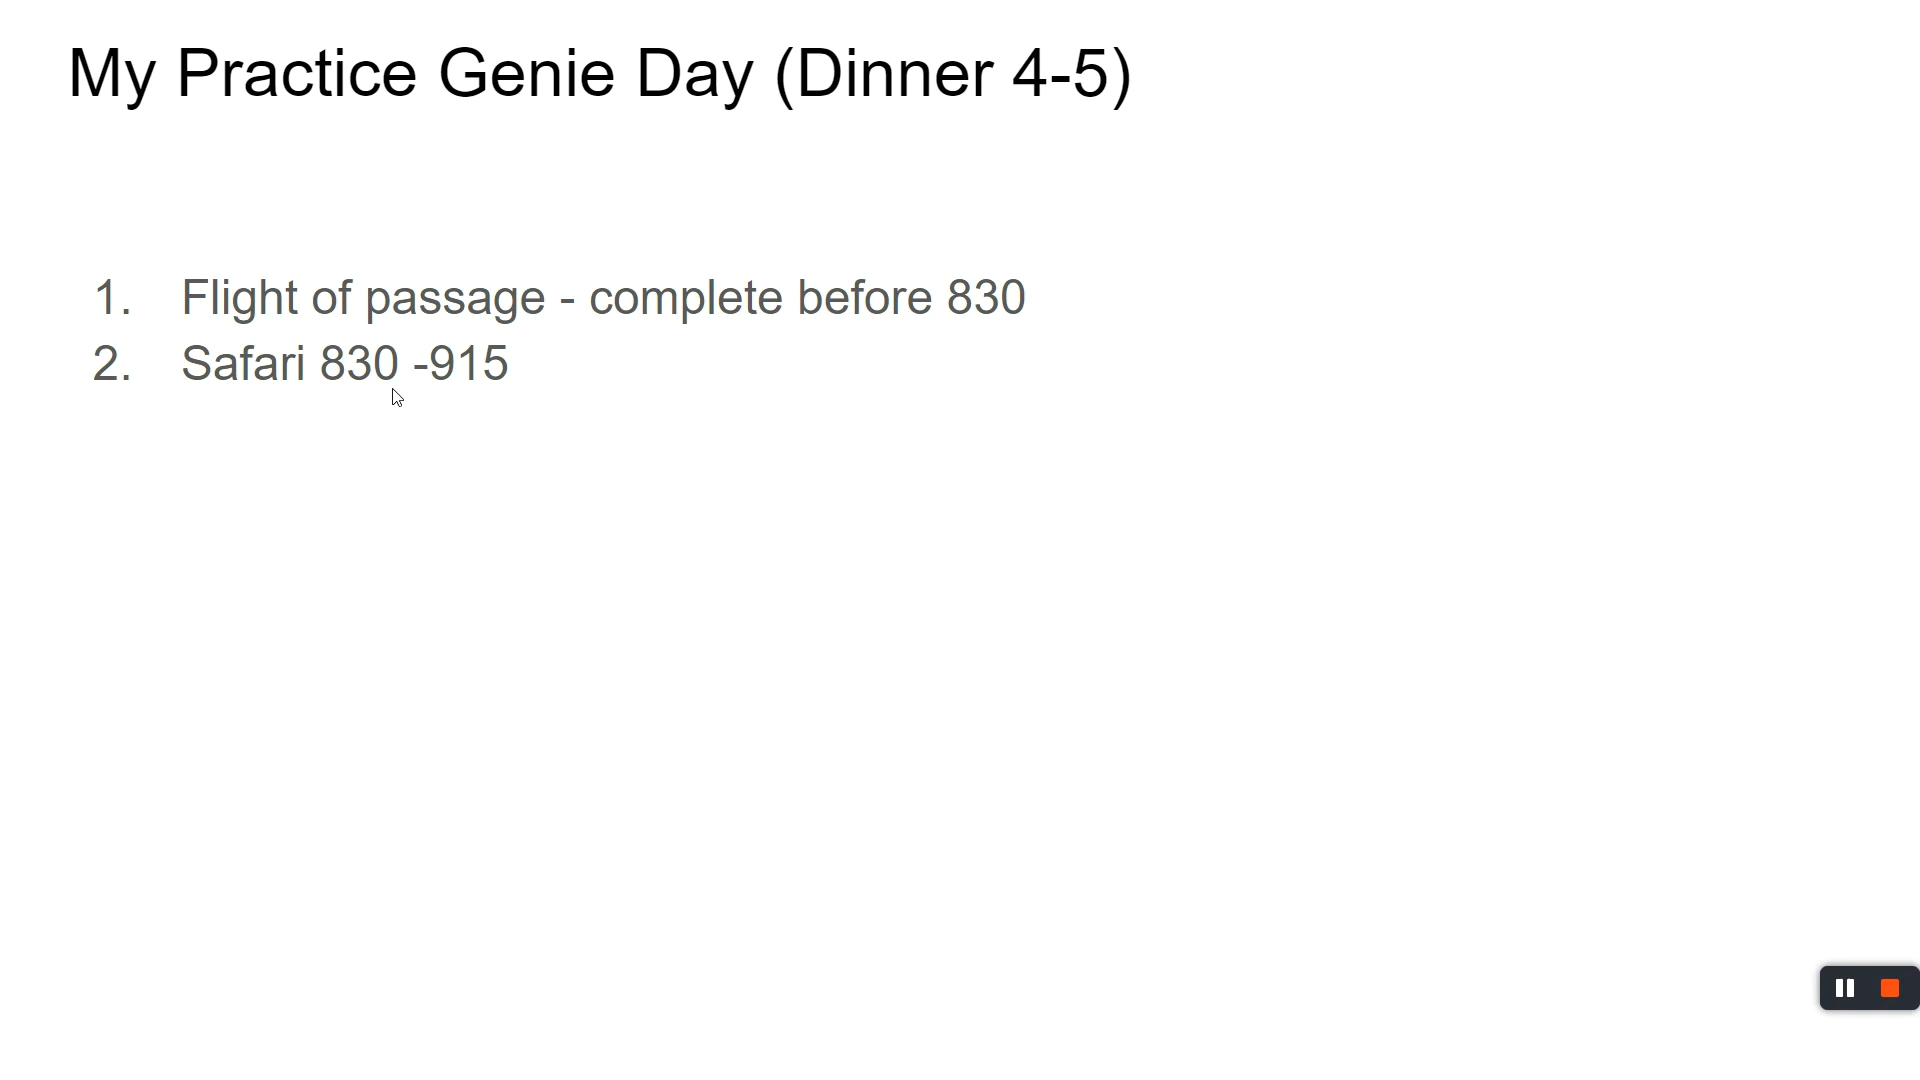 My Practice Genie Day (Dinner 4-5)
1. Flight of passage - complete before 830
2. Safari 830 -915